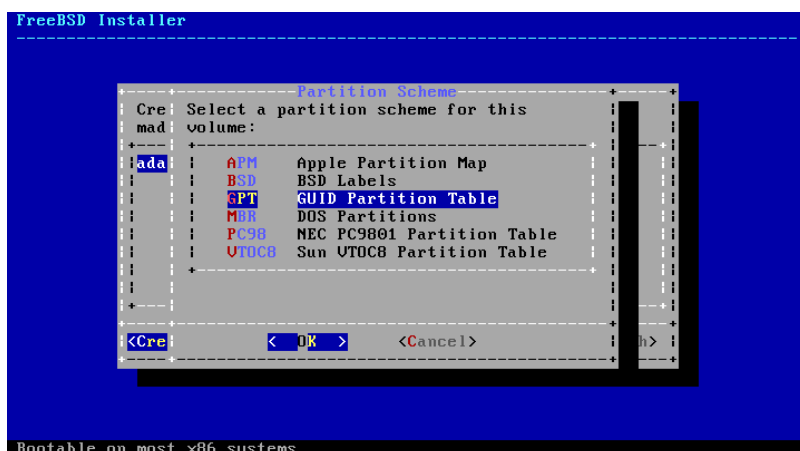 FreeBSD Installer
Partition Scheme
Cre Select a partition scheme for this
mad volume:
ada APM Apple Partition Map
BSD BSD Labels
GPT GUID Partition Table
MBR DOS Partitions
PC98 NEC PC9801 Partition Table
VTOC8 Sun VTOC8 Partition Table
<Cre < OK > <Cancel> h>
Bootable on most x86 systems